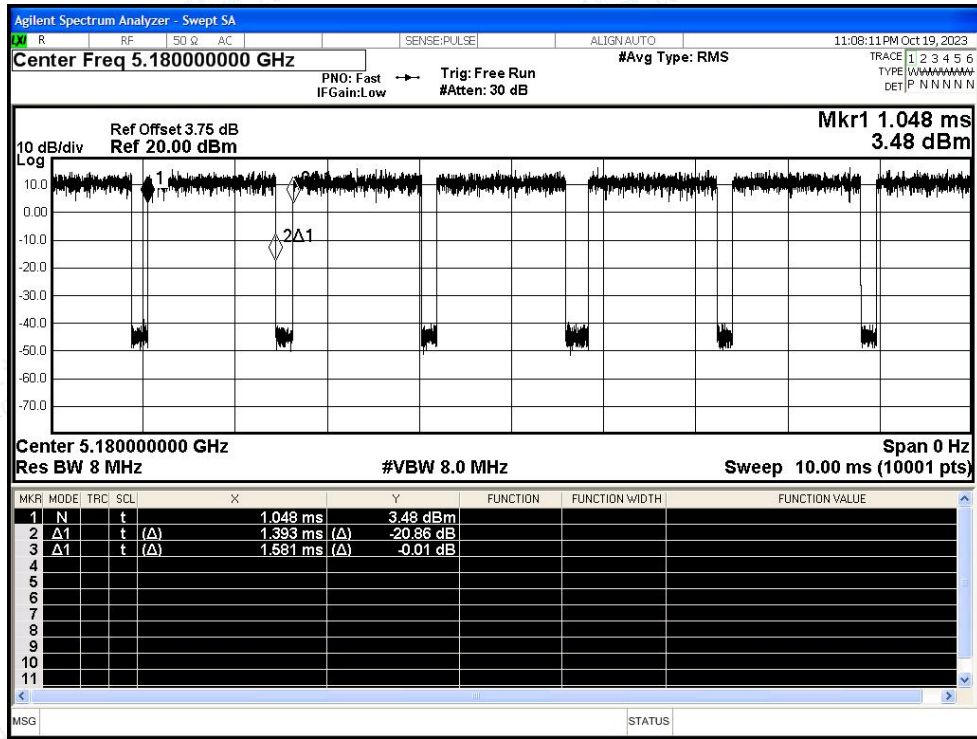 Agilent Spectrum Analyzer - Swept SA
LXI R RF 50 Ω AC SENSE:PULSE ALIGN AUTO 11:08:11 PM Oct 19, 2023
Center Freq 5.180000000 GHz #Avg Type: RMS TRACE 1 2 3 4 5 6
PNO: Fast Trig: Free Run TYPE W
IFGain:Low #Atten: 30 dB DET P N N N N N
Mkr1 1.048 ms
Ref Offset 3.75 dB
10 dB/div Ref 20.00 dBm 3.48 dBm
Log
1
10.0
0.00
2Δ1
-10.0
-20.0
-30.0
-40.0
-50.0
-60.0
-70.0
Center 5.180000000 GHz Span 0 Hz
Res BW 8 MHz #VBW 8.0 MHz Sweep 10.00 ms (10001 pts)
MKR MODE TRC SCL X Y FUNCTION FUNCTION WIDTH FUNCTION VALUE
1 N t 1.048 ms 3.48 dBm
2 Δ1 t (Δ) 1.393 ms (Δ) -20.86 dB
3 Δ1 t (Δ) 1.581 ms (Δ) -0.01 dB
4
5
6
7
8
9
10
11
MSG STATUS